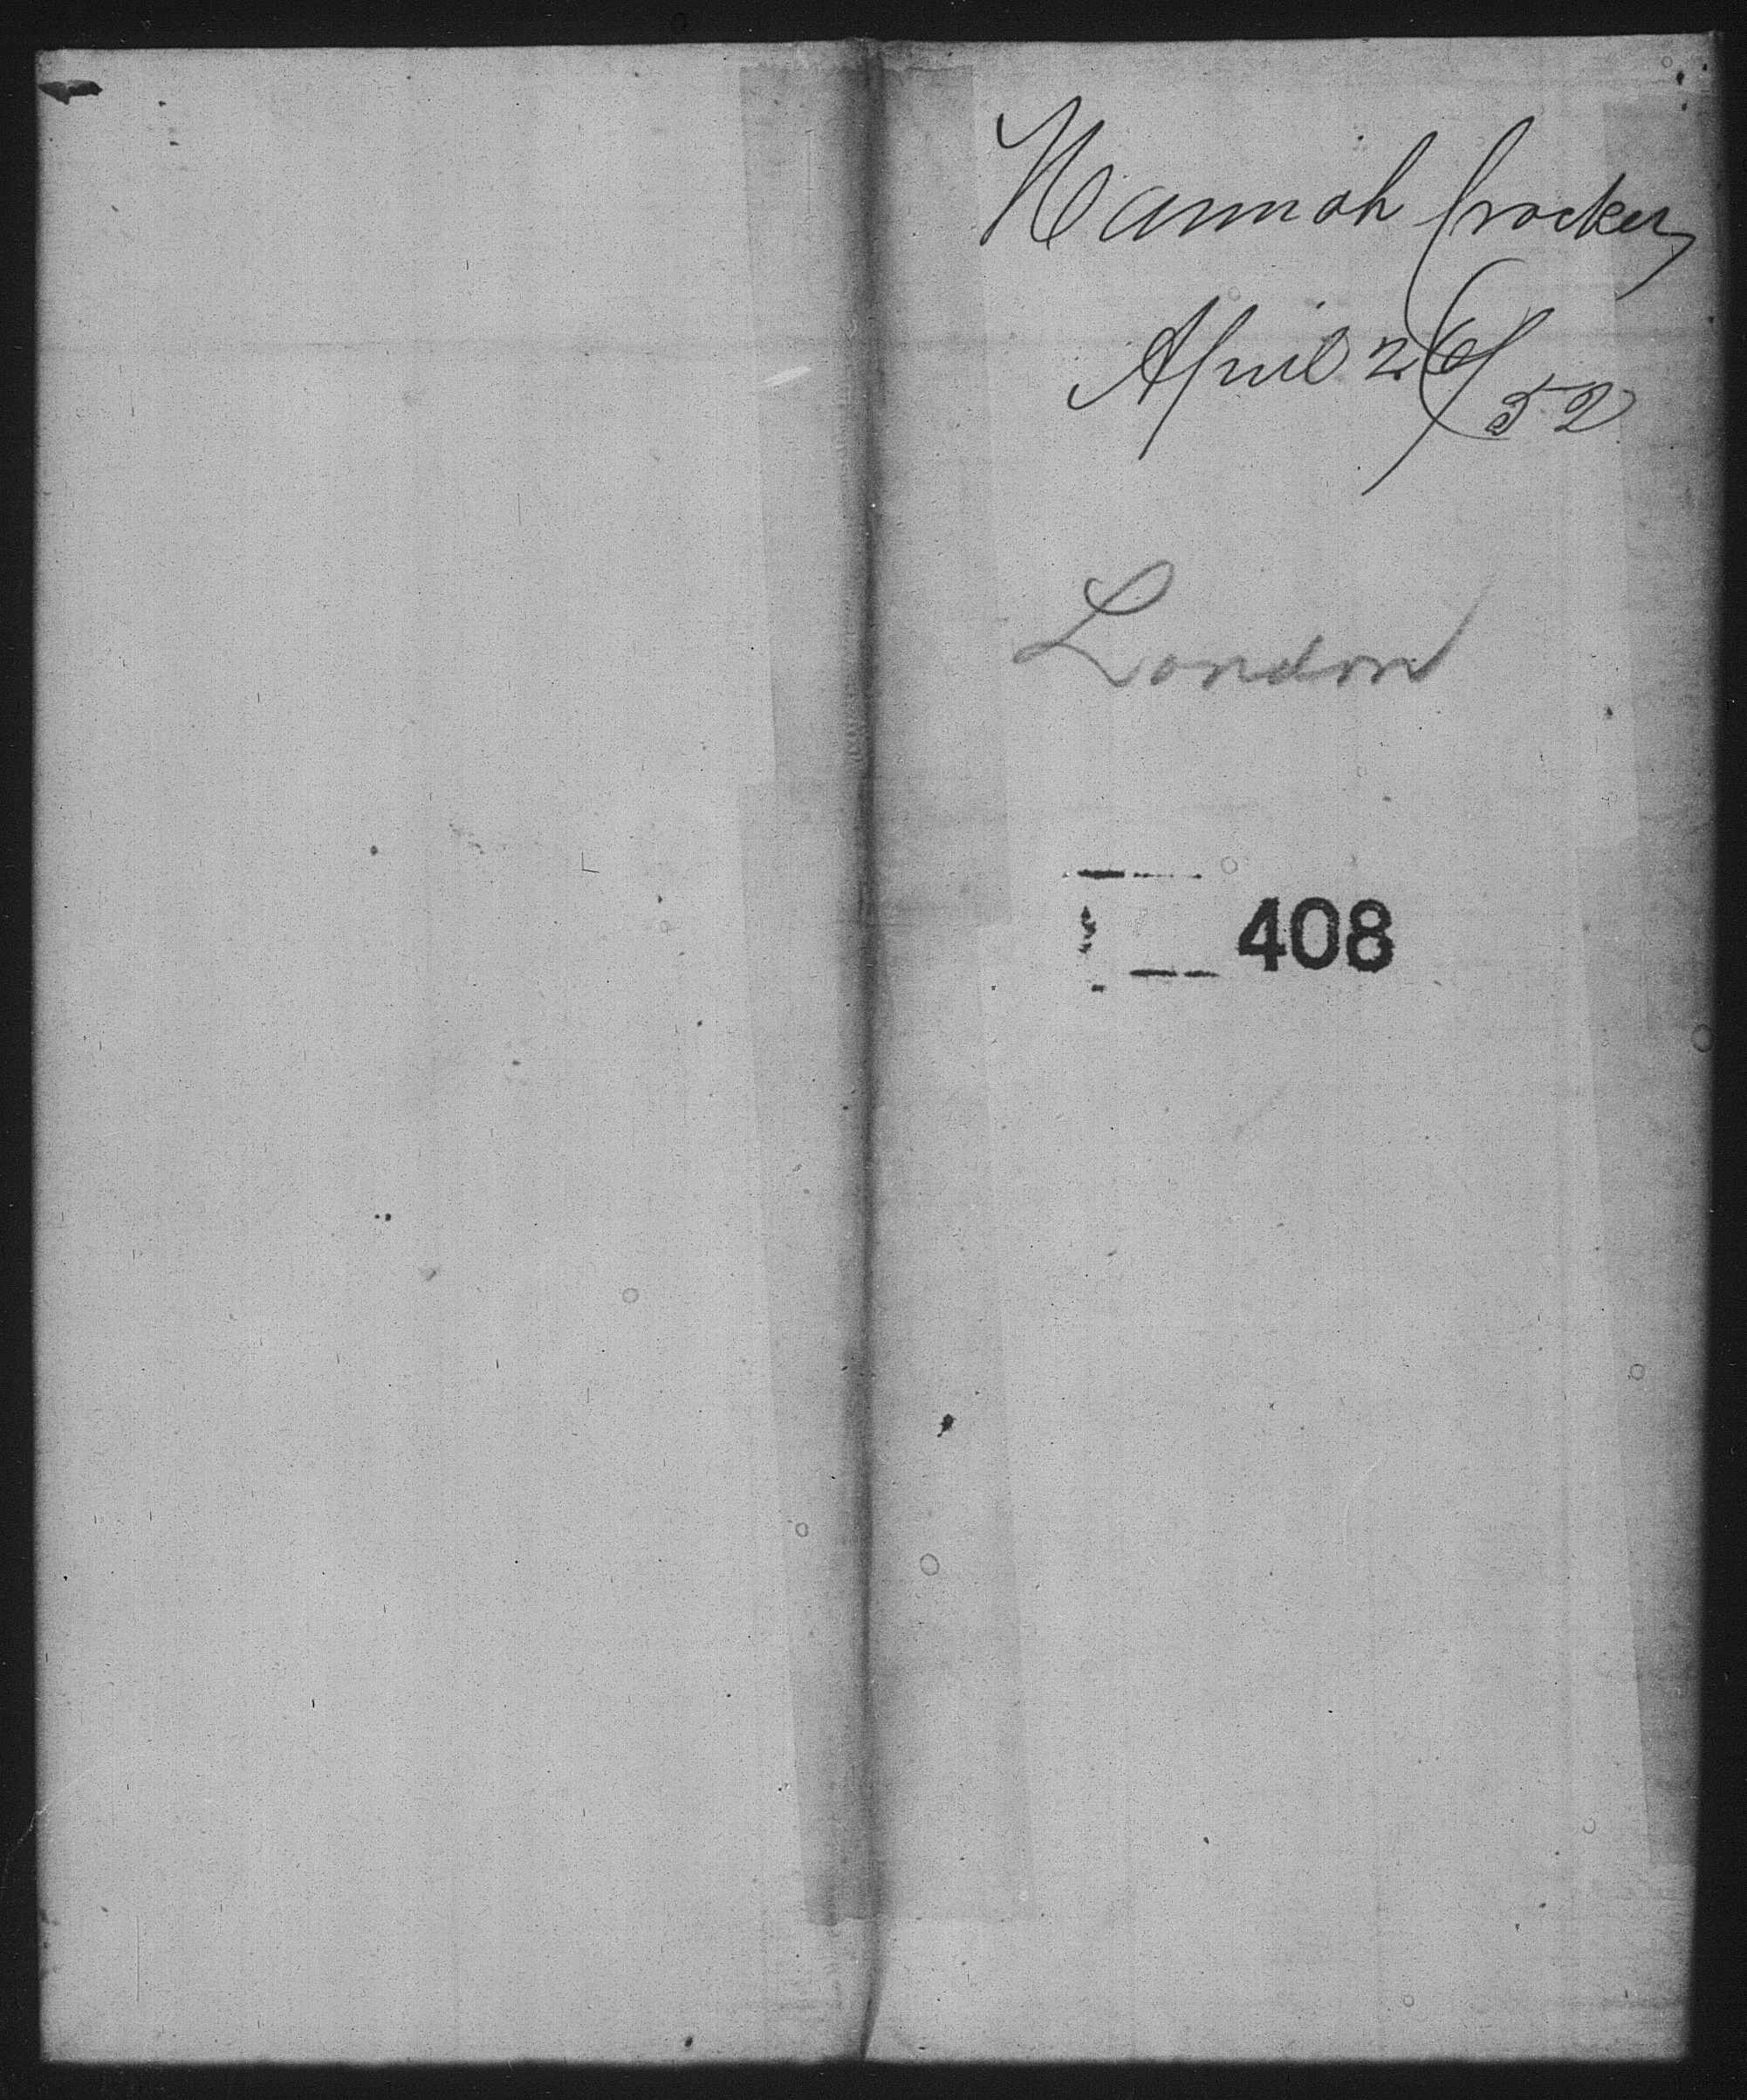 Hannah Crocker
April 26/52
London
408